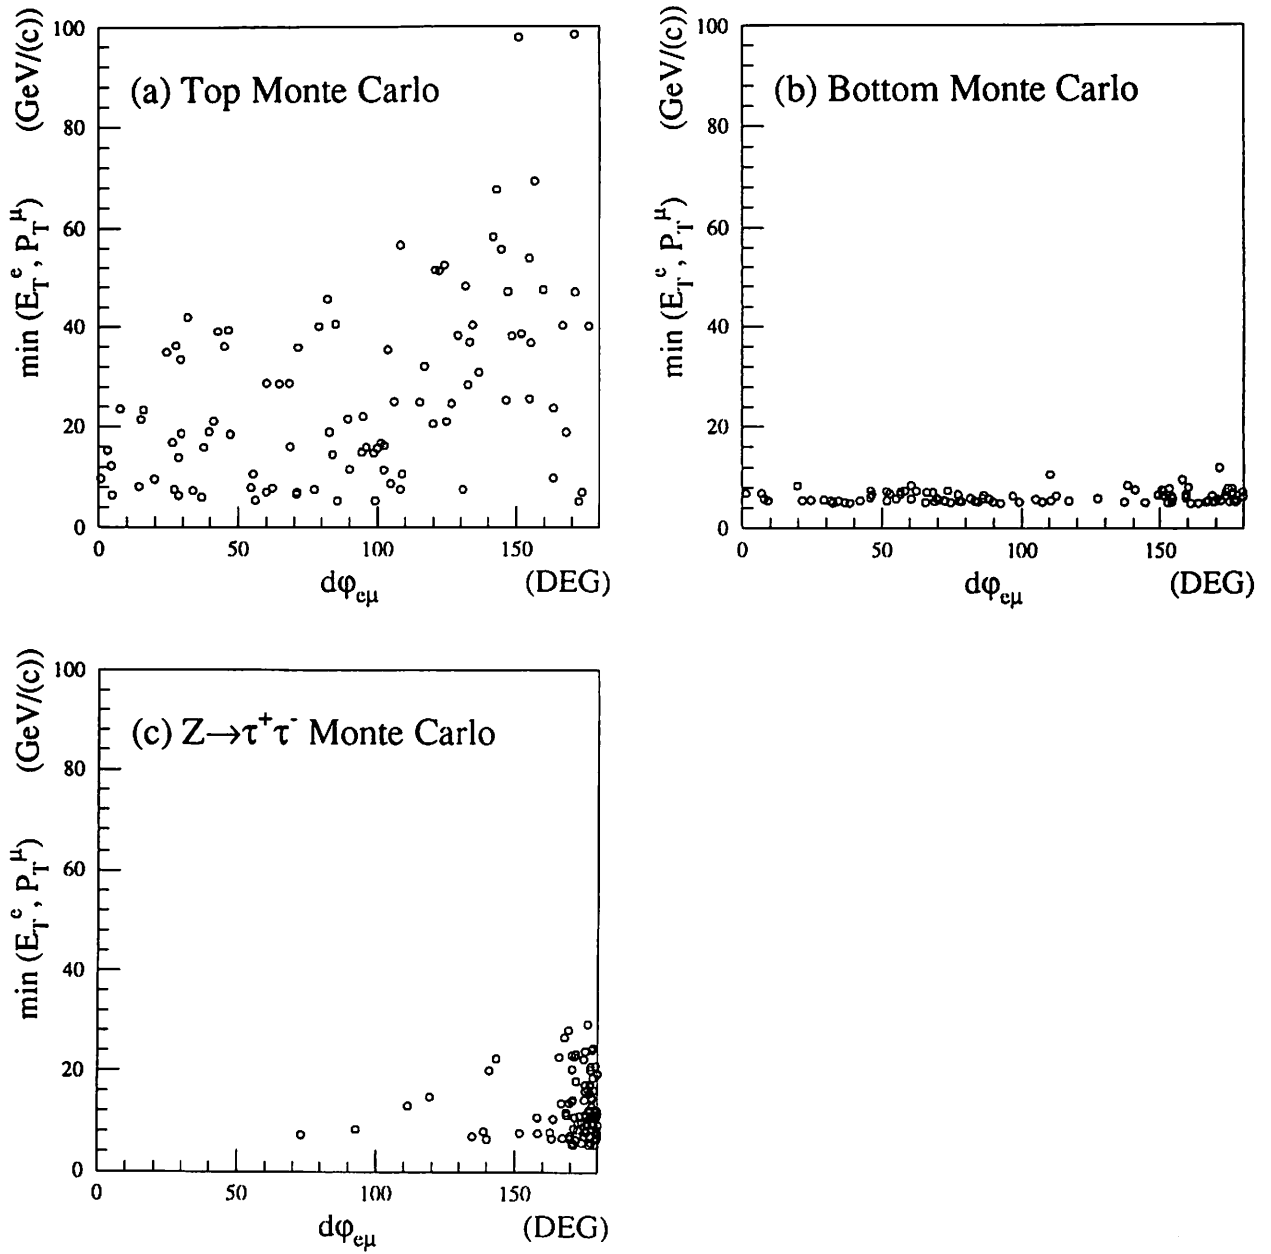 (a) Top Monte Carlo
min (E_T^e, P_T^μ) (GeV/(c))
100
80
60
40
20
0
0 50 100 150
dφ_eμ (DEG)
(b) Bottom Monte Carlo
min (E_T^e, P_T^μ) (GeV/(c))
100
80
60
40
20
0
0 50 100 150
dφ_eμ (DEG)
(c) Z→τ⁺τ⁻ Monte Carlo
min (E_T^e, P_T^μ) (GeV/(c))
100
80
60
40
20
0
0 50 100 150
dφ_eμ (DEG)